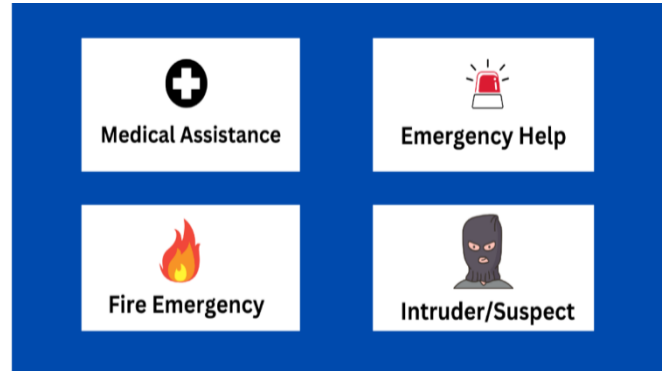 Medical Assistance
Emergency Help
Fire Emergency
Intruder/Suspect